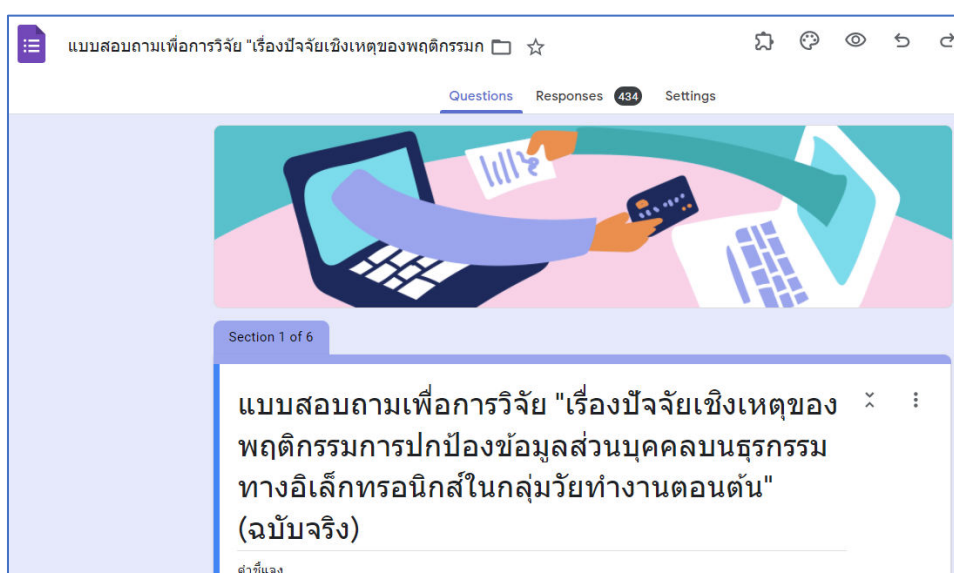 แบบสอบถามเพื่อการวิจัย "เรื่องปัจจัยเชิงเหตุของพฤติกรรมก
Questions Responses 434 Settings
Section 1 of 6
แบบสอบถามเพื่อการวิจัย "เรื่องปัจจัยเชิงเหตุของ
พฤติกรรมการปกป้องข้อมูลส่วนบุคคลบนธุรกรรม
ทางอิเล็กทรอนิกส์ในกลุ่มวัยทำงานตอนต้น"
(ฉบับจริง)
คำชี้แจง